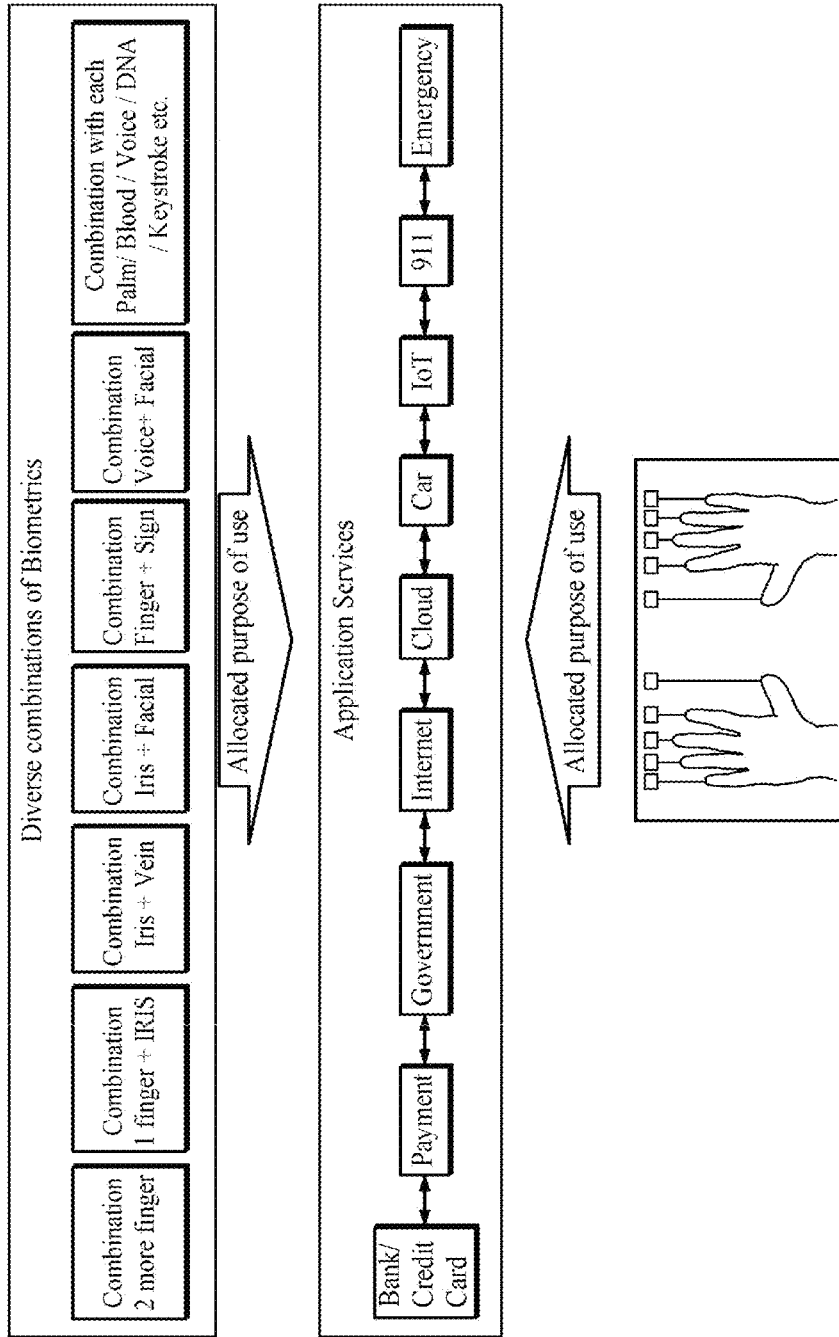 Diverse combinations of Biometrics
Combination
2 more finger
Combination
1 finger + IRIS
Combination
Iris + Vein
Combination
Iris + Facial
Combination
Finger + Sign
Combination
Voice+ Facial
Combination with each
Palm/ Blood / Voice / DNA
/ Keystroke etc.
Allocated purpose of use
Application Services
Bank/
Credit
Card
Payment
Government
Internet
Cloud
Car
IoT
911
Emergency
Allocated purpose of use